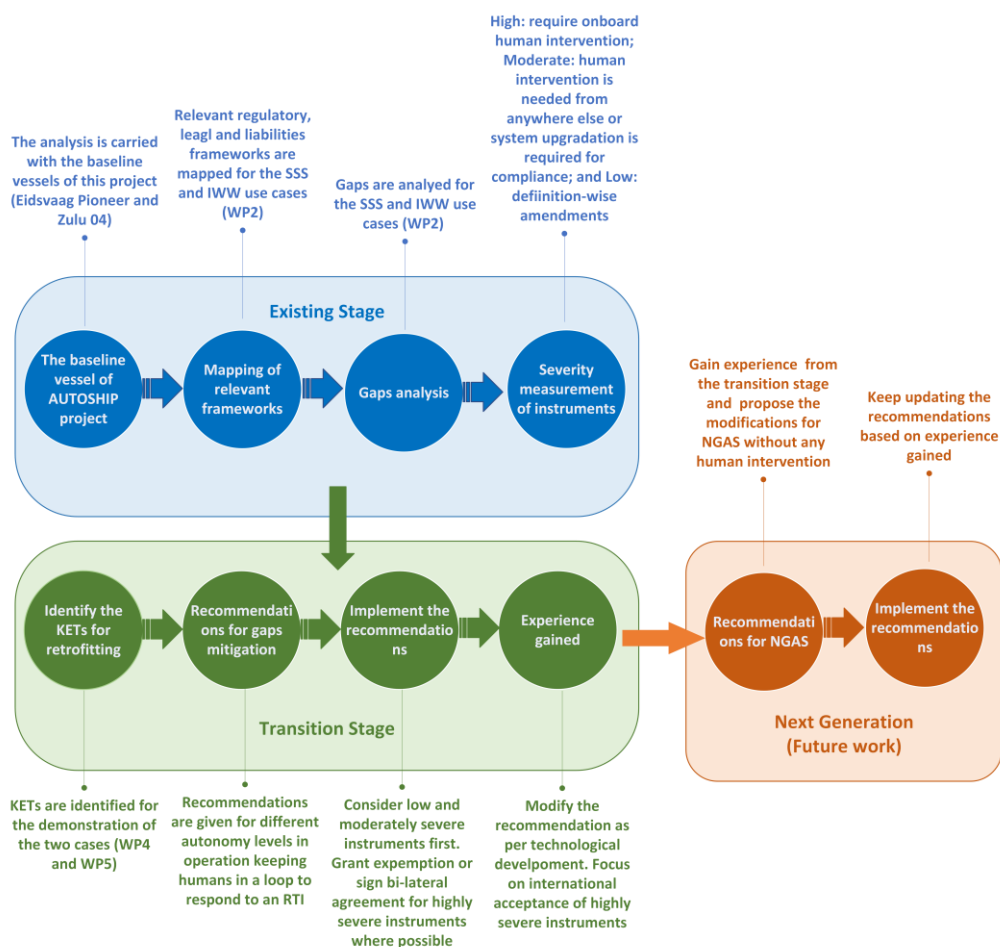 The analysis is carried
with the baseline
vessels of this project
(Eidsvaag Pioneer and
Zulu 04)
Relevant regulatory,
leagl and liabilities
frameworks are
mapped for the SSS
and IWW use cases
(WP2)
Gaps are analyed for
the SSS and IWW use
cases (WP2)
High: require onboard
human intervention;
Moderate: human
intervention is
needed from
anywhere else or
system upgradation is
required for
compliance; and Low:
defiinition-wise
amendments
Existing Stage
The baseline
vessel of
AUTOSHIP
project
Mapping of
relevant
frameworks
Gaps analysis
Severity
measurement
of instruments
Gain experience from
the transition stage
and propose the
modifications for
NGAS without any
human intervention
Keep updating the
recommendations
based on experience
gained
Identify the
KETs for
retrofitting
Recommendati
ons for gaps
mitigation
Implement the
recommendatio
ns
Experience
gained
Transition Stage
Recommendati
ons for NGAS
Implement the
recommendatio
ns
Next Generation
(Future work)
KETs are identified for
the demonstration of
the two cases (WP4
and WP5)
Recommendations
are given for different
autonomy levels in
operation keeping
humans in a loop to
respond to an RTI
Consider low and
moderately severe
instruments first.
Grant expemption or
sign bi-lateral
agreement for highly
severe instruments
where possible
Modify the
recommendation as
per technological
develpoment. Focus
on international
acceptance of highly
severe instruments